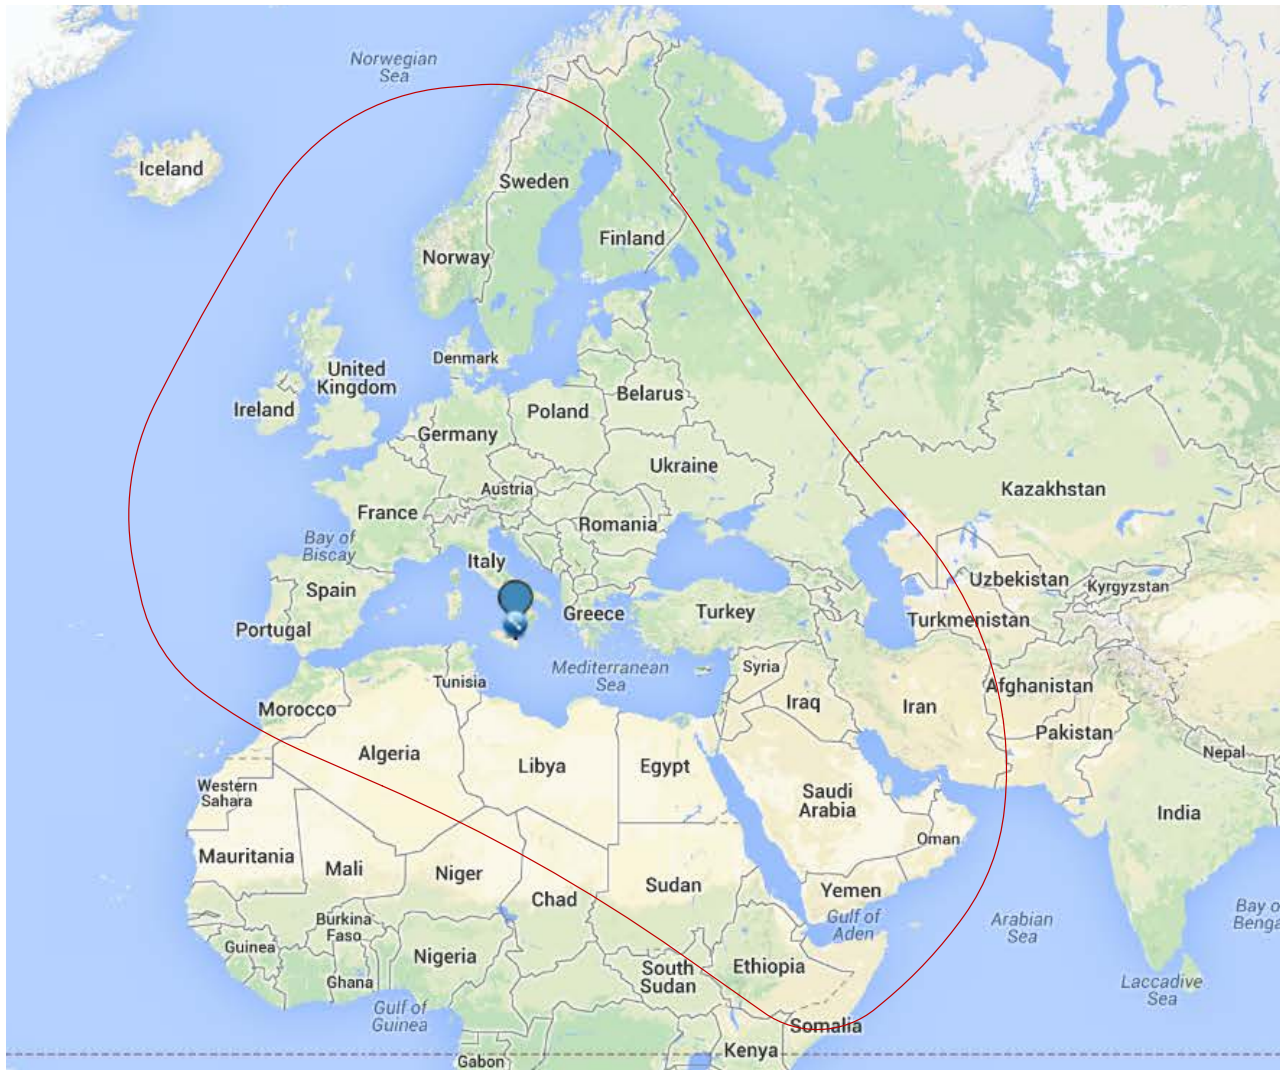 Norwegian
Sea
Iceland
Sweden
Finland
Norway
Denmark
United
Kingdom
Ireland
Belarus
Poland
Germany
Ukraine
Kazakhstan
Austria
France
Romania
Bay of
Biscay
Italy
Uzbekistan
Kyrgyzstan
Spain
Greece
Turkey
Turkmenistan
Portugal
Mediterranean
Sea
Syria
Tunisia
Afghanistan
Morocco
Iraq
Iran
Pakistan
Algeria
Libya
Egypt
Nepal
Western
Sahara
Saudi
Arabia
India
Oman
Mauritania
Mali
Niger
Sudan
Yemen
Chad
Burkina
Faso
Gulf of
Aden
Arabian
Sea
Bay o
Benga
Guinea
Nigeria
South
Sudan
Ethiopia
Ghana
Laccadive
Sea
Gulf of
Guinea
Somalia
Kenya
Gabon